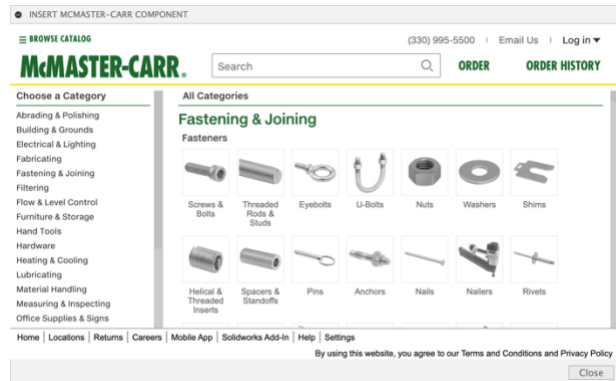 INSERT MCMASTER-CARR COMPONENT
BROWSE CATALOG
(330) 995-5500 Email Us Log in
McMASTER-CARR.
Search
ORDER ORDER HISTORY
Choose a Category
Abrading & Polishing
Building & Grounds
Electrical & Lighting
Fabricating
Fastening & Joining
Filtering
Flow & Level Control
Furniture & Storage
Hand Tools
Hardware
Heating & Cooling
Lubricating
Material Handling
Measuring & Inspecting
Office Supplies & Signs
All Categories
Fastening & Joining
Fasteners
Screws & Bolts
Threaded Rods & Studs
Eyebolts
U-Bolts
Nuts
Washers
Shims
Helical & Threaded Inserts
Spacers & Standoffs
Pins
Anchors
Nails
Nailers
Rivets
Home | Locations | Returns | Careers | Mobile App | Solidworks Add-In | Help | Settings
By using this website, you agree to our Terms and Conditions and Privacy Policy
Close